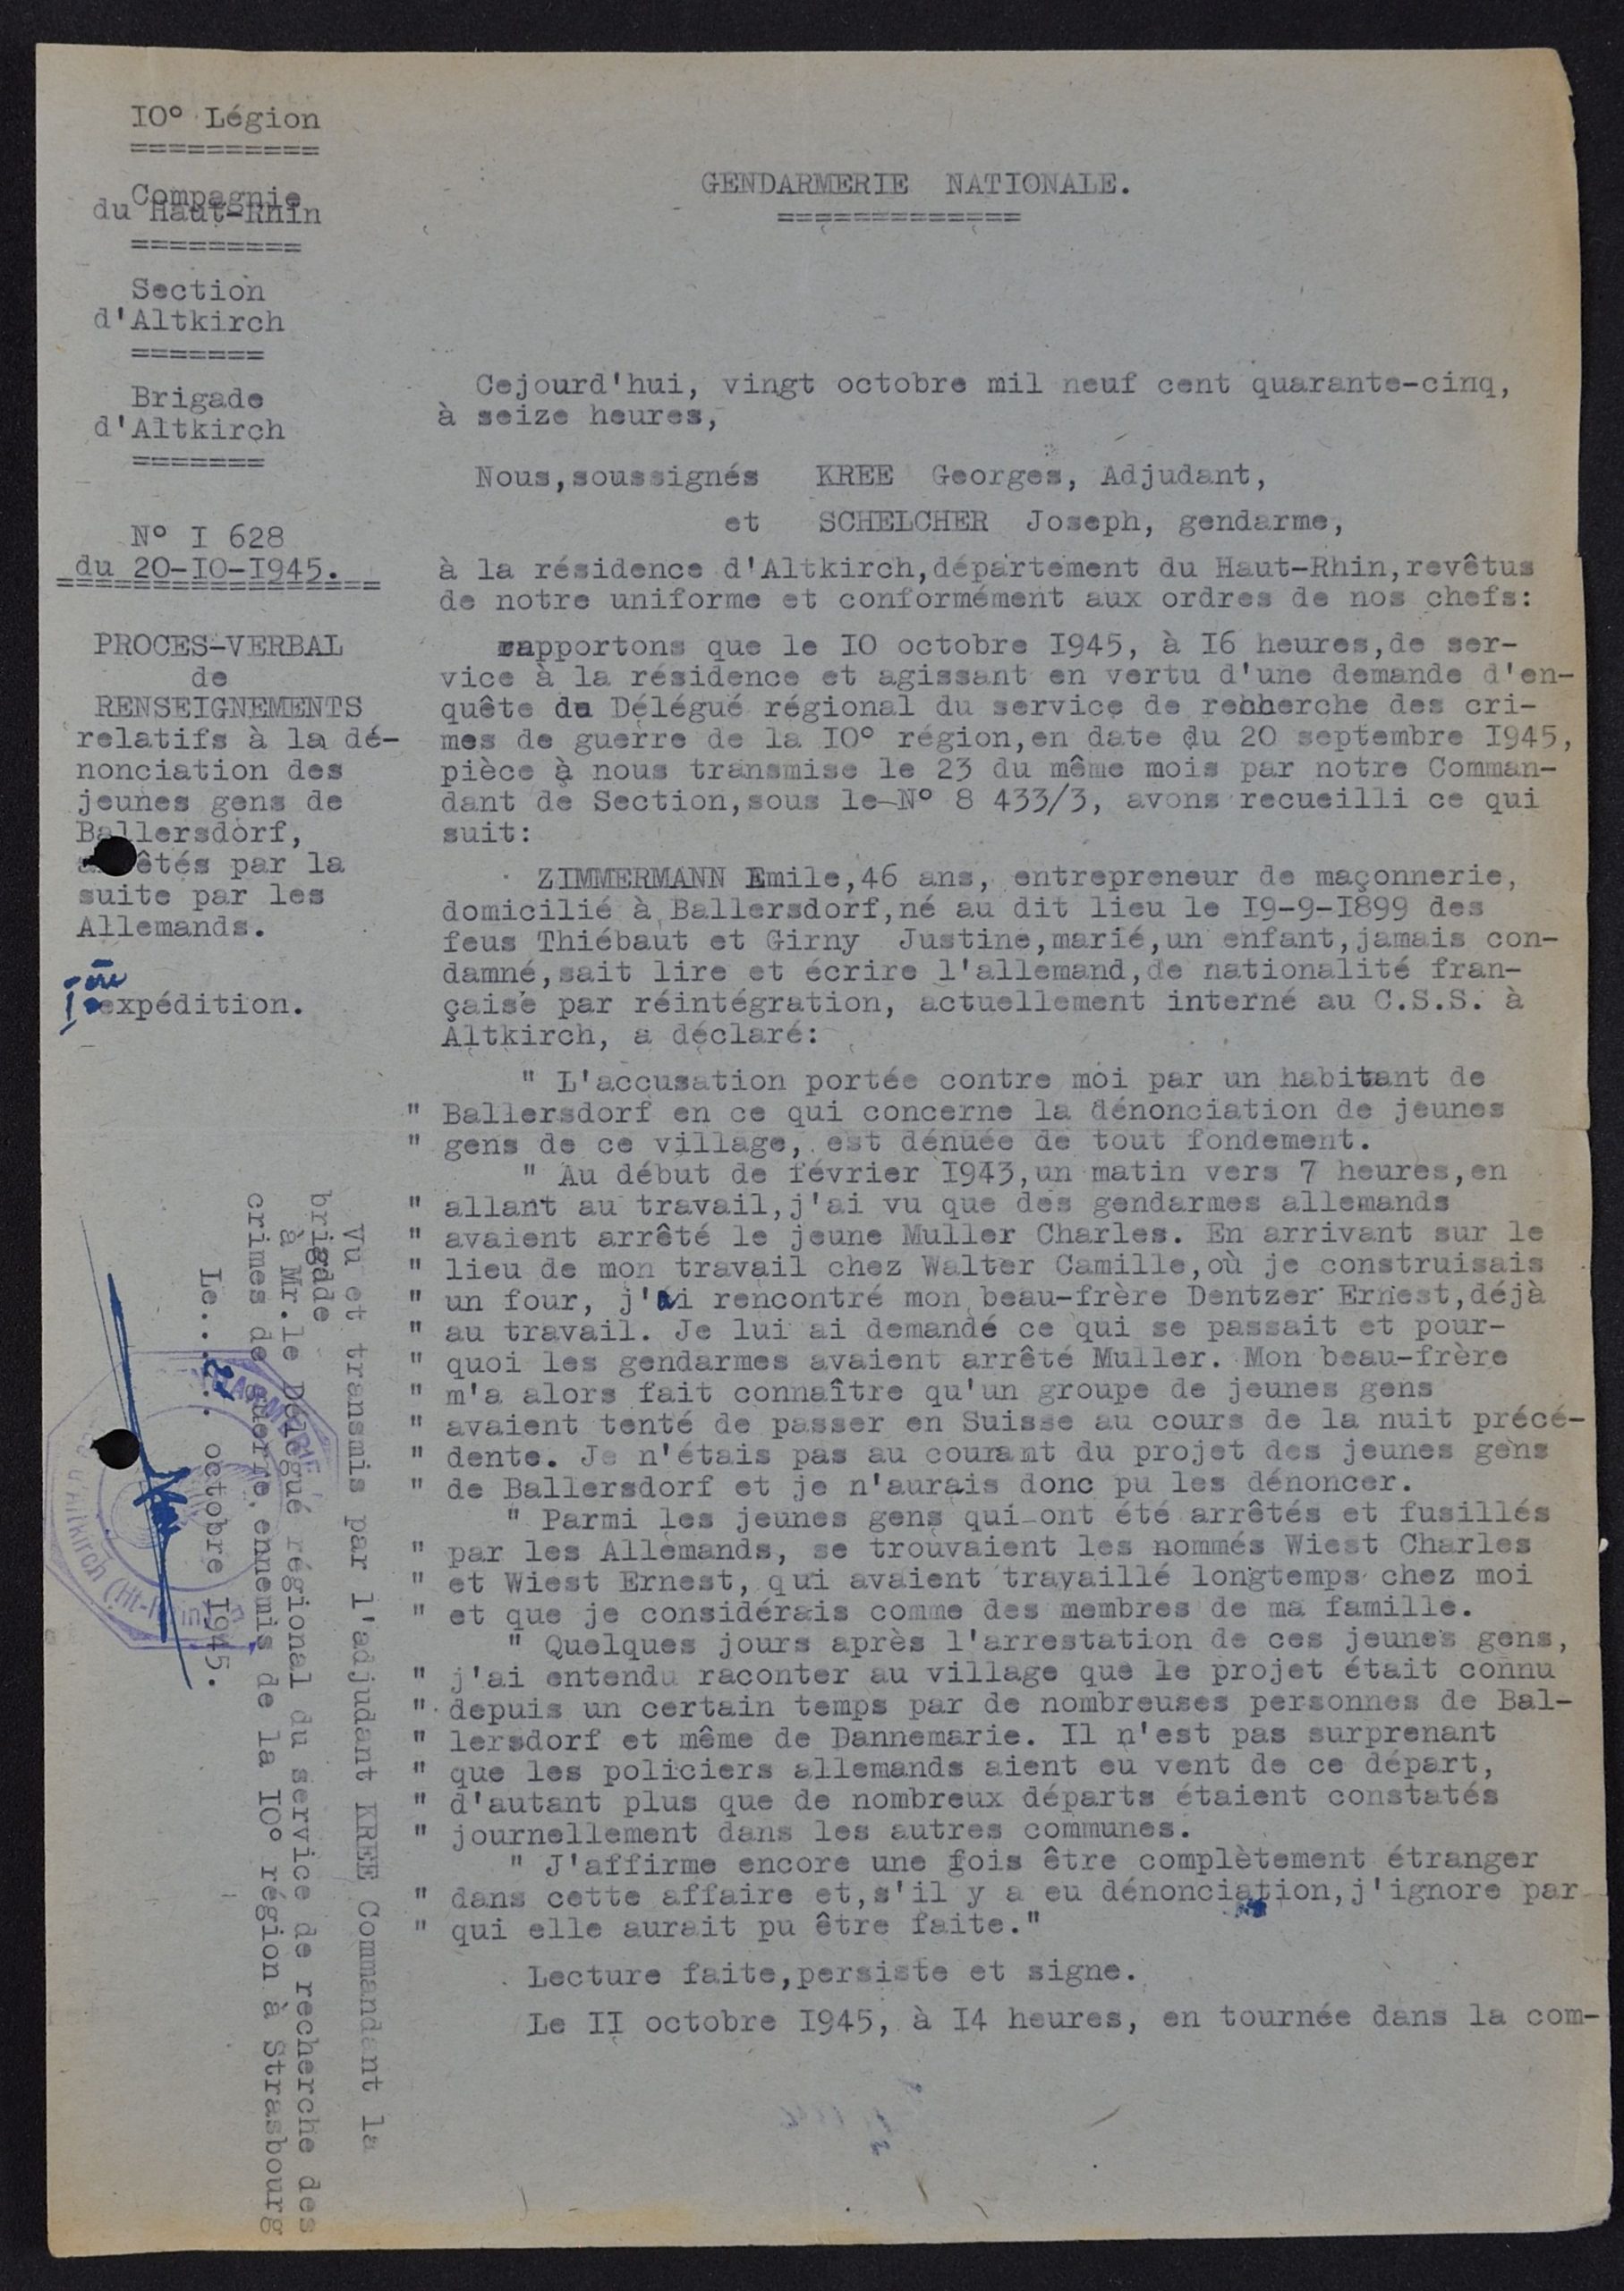 IO° Légion
==========
Compagnie
du Haut-Rhin
=========
Section
d'Altkirch
=======
Brigade
d'Altkirch
=======
N° I 628
du 20-IO-I945.
=================
PROCES-VERBAL
de
RENSEIGNEMENTS
relatifs à la dé-
nonciation des
jeunes gens de
Ballersdorf,
êtés par la
suite par les
Allemands.
Ière expédition.
GENDARMERIE NATIONALE.
=============
Cejourd'hui, vingt octobre mil neuf cent quarante-cinq,
à seize heures,
Nous,soussignés KREE Georges, Adjudant,
et SCHELCHER Joseph, gendarme,
à la résidence d'Altkirch,département du Haut-Rhin,revêtus
de notre uniforme et conformément aux ordres de nos chefs:
rapportons que le IO octobre I945, à I6 heures,de ser-
vice à la résidence et agissant en vertu d'une demande d'en-
quête du Délégué régional du service de rehherche des cri-
mes de guerre de la IO° région,en date du 20 septembre I945,
pièce à nous transmise le 23 du même mois par notre Comman-
dant de Section,sous le N° 8 433/3, avons recueilli ce qui
suit:
ZIMMERMANN Emile,46 ans, entrepreneur de maçonnerie,
domicilié à Ballersdorf,né au dit lieu le I9-9-I899 des
feus Thiébaut et Girny Justine,marié,un enfant,jamais con-
damné,sait lire et écrire l'allemand,de nationalité fran-
çaise par réintégration, actuellement interné au C.S.S. à
Altkirch, a déclaré:
" L'accusation portée contre moi par un habitant de
" Ballersdorf en ce qui concerne la dénonciation de jeunes
" gens de ce village, est dénuée de tout fondement.
" Au début de février I943,un matin vers 7 heures,en
" allant au travail,j'ai vu que des gendarmes allemands
" avaient arrêté le jeune Muller Charles. En arrivant sur le
" lieu de mon travail chez Walter Camille,où je construisais
" un four, j'ai rencontré mon beau-frère Dentzer Ernest,déjà
" au travail. Je lui ai demandé ce qui se passait et pour-
" quoi les gendarmes avaient arrêté Muller. Mon beau-frère
" m'a alors fait connaître qu'un groupe de jeunes gens
" avaient tenté de passer en Suisse au cours de la nuit précé-
" dente. Je n'étais pas au courant du projet des jeunes gens
" de Ballersdorf et je n'aurais donc pu les dénoncer.
" Parmi les jeunes gens qui ont été arrêtés et fusillés
" par les Allemands, se trouvaient les nommés Wiest Charles
" et Wiest Ernest, qui avaient travaillé longtemps chez moi
" et que je considérais comme des membres de ma famille.
" Quelques jours après l'arrestation de ces jeunes gens,
" j'ai entendu raconter au village que le projet était connu
" depuis un certain temps par de nombreuses personnes de Bal-
" lersdorf et même de Dannemarie. Il n'est pas surprenant
" que les policiers allemands aient eu vent de ce départ,
" d'autant plus que de nombreux départs étaient constatés
" journellement dans les autres communes.
" J'affirme encore une fois être complètement étranger
" dans cette affaire et,s'il y a eu dénonciation,j'ignore par
" qui elle aurait pu être faite."
Lecture faite,persiste et signe.
Le II octobre I945, à I4 heures, en tournée dans la com-
Vu et transmis par l'adjudant KREE Commandant la
brigade
à Mr. le Délégué régional du service de recherche des
crimes de guerre ennemis de la IO° région à Strasbourg
Le... octobre I945.
Altkirch (Ht-Rhin)